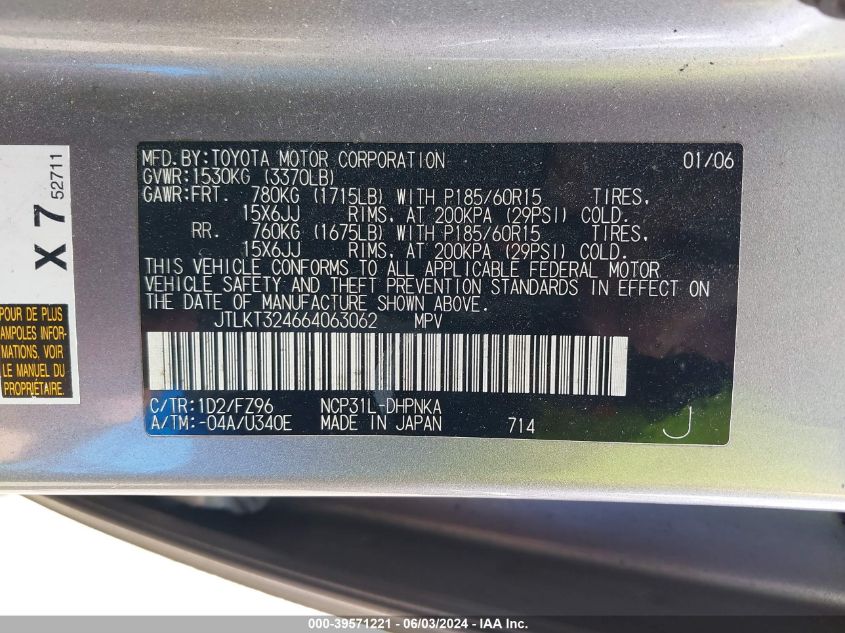 MFD.BY:TOYOTA MOTOR CORPORATION 01/06
GVWR:1530KG (3370LB)
GAWR:FRT. 780KG (1715LB) WITH P185/60R15 TIRES,
15X6JJ RIMS, AT 200KPA (29PSI) COLD.
RR. 760KG (1675LB) WITH P185/60R15 TIRES,
15X6JJ RIMS, AT 200KPA (29PSI) COLD.
THIS VEHICLE CONFORMS TO ALL APPLICABLE FEDERAL MOTOR
VEHICLE SAFETY AND THEFT PREVENTION STANDARDS IN EFFECT ON
THE DATE OF MANUFACTURE SHOWN ABOVE.
JTLKT324664063062 MPV
C/TR:1D2/FZ96 NCP31L-DHPNKA
A/TM:-04A/U340E MADE IN JAPAN 714 J
X 7
52711
POUR DE PLUS
AMPLES INFOR-
MATIONS, VOIR
LE MANUEL DU
PROPRIÉTAIRE.
000-39571221 - 06/03/2024 - IAAI.com